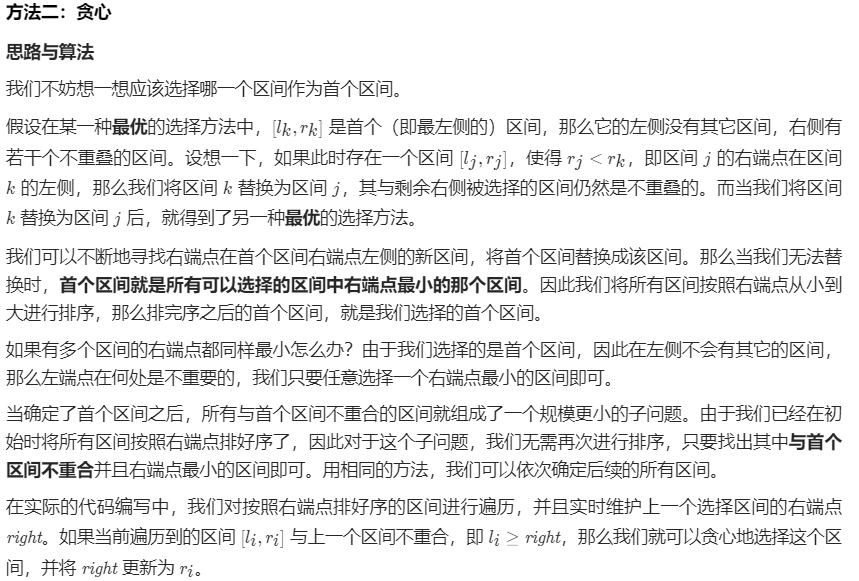 方法二：贪心
思路与算法
我们不妨想一想应该选择哪一个区间作为首个区间。
假设在某一种最优的选择方法中，[lk, rk] 是首个（即最左侧的）区间，那么它的左侧没有其它区间，右侧有
若干个不重叠的区间。设想一下，如果此时存在一个区间 [lj, rj]，使得 rj < rk，即区间 j 的右端点在区间
k 的左侧，那么我们将区间 k 替换为区间 j，其与剩余右侧被选择的区间仍然是不重叠的。而当我们将区间
k 替换为区间 j 后，就得到了另一种最优的选择方法。
我们可以不断地寻找右端点在首个区间右端点左侧的新区间，将首个区间替换成该区间。那么当我们无法替
换时，首个区间就是所有可以选择的区间中右端点最小的那个区间。因此我们将所有区间按照右端点从小到
大进行排序，那么排完序之后的首个区间，就是我们选择的首个区间。
如果有多个区间的右端点都同样最小怎么办？由于我们选择的是首个区间，因此在左侧不会有其它的区间，
那么左端点在何处是不重要的，我们只要任意选择一个右端点最小的区间即可。
当确定了首个区间之后，所有与首个区间不重合的区间就组成了一个规模更小的子问题。由于我们已经在初
始时将所有区间按照右端点排好序了，因此对于这个子问题，我们无需再次进行排序，只要找出其中与首个
区间不重合并且右端点最小的区间即可。用相同的方法，我们可以依次确定后续的所有区间。
在实际的代码编写中，我们对按照右端点排好序的区间进行遍历，并且实时维护上一个选择区间的右端点
right。如果当前遍历到的区间 [li, ri] 与上一个区间不重合，即 li ≥ right，那么我们就可以贪心地选择这个区
间，并将 right 更新为 ri。